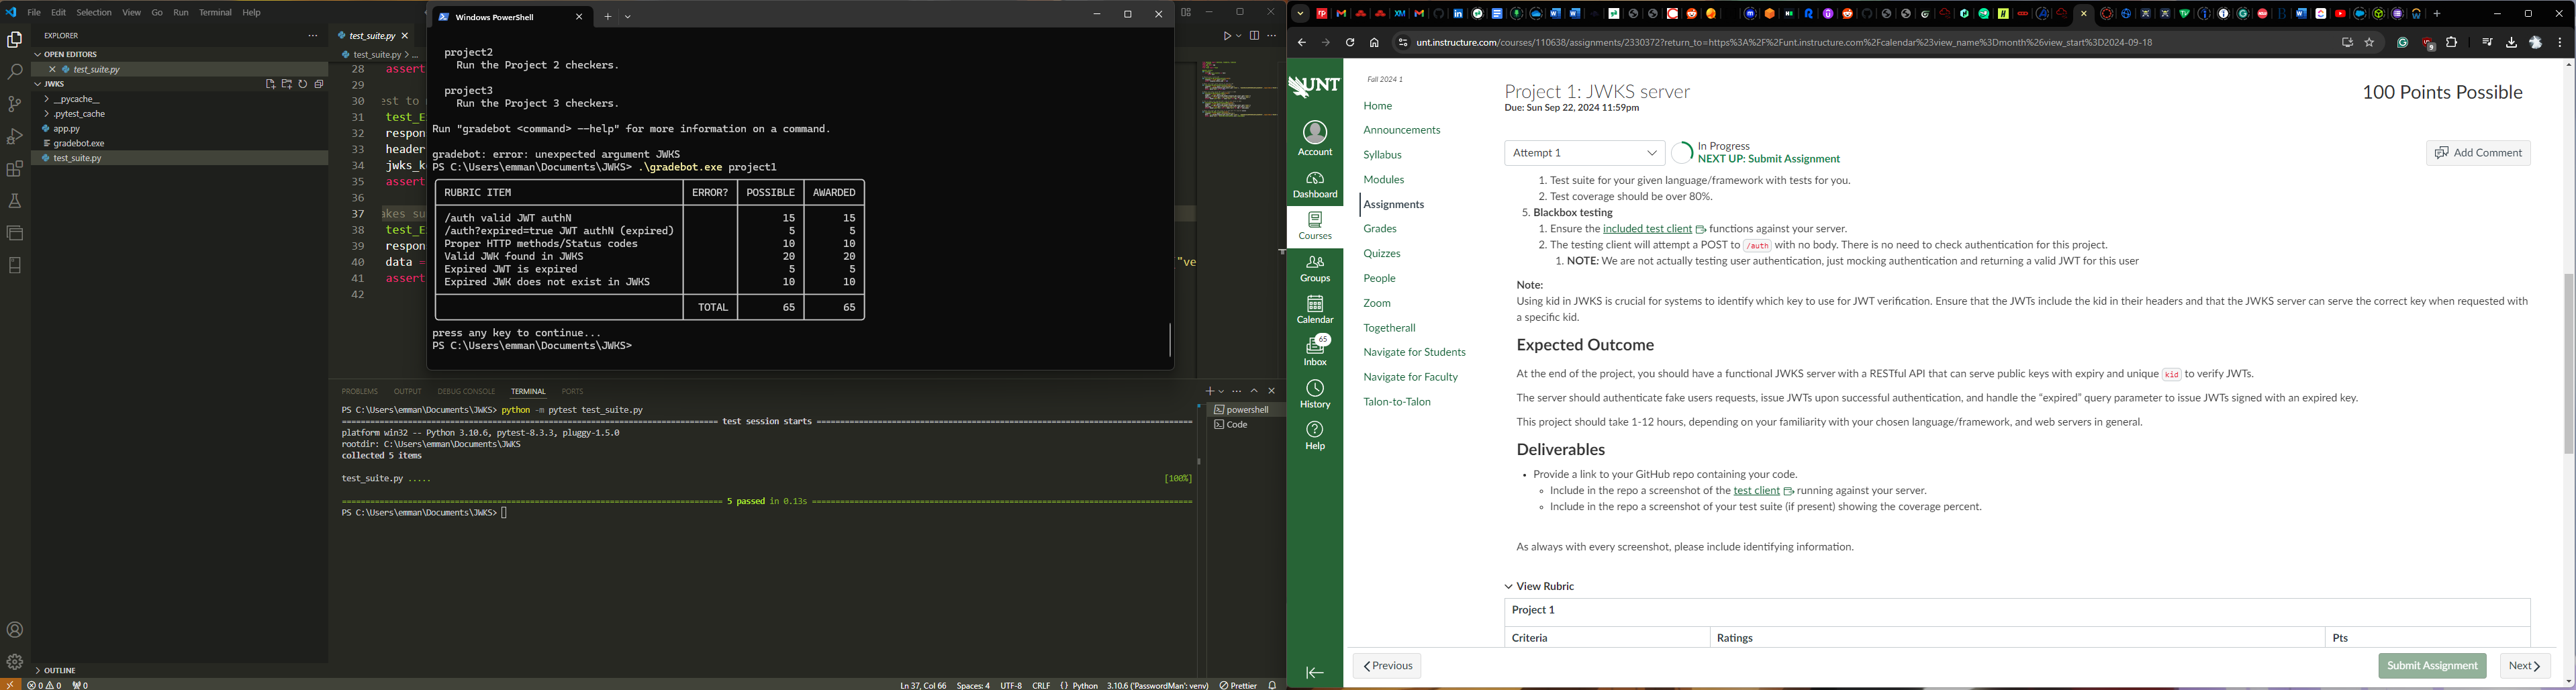 File Edit Selection View Go Run Terminal Help
EXPLORER
OPEN EDITORS
test_suite.py
JWKS
__pycache__
.pytest_cache
app.py
gradebot.exe
test_suite.py
OUTLINE
test_suite.py
test_suite.py > ...
28 assert
29
30 est to
31 test_E
32 respon
33 header
34 jwks_k
35 assert
36
37 akes su
38 test_E
39 respon
40 data = "ve
41 assert
42
Windows PowerShell
project2
Run the Project 2 checkers.
project3
Run the Project 3 checkers.
Run "gradebot <command> --help" for more information on a command.
gradebot: error: unexpected argument JWKS
PS C:\Users\emman\Documents\JWKS> .\gradebot.exe project1
RUBRIC ITEM ERROR? POSSIBLE AWARDED
/auth valid JWT authN 15 15
/auth?expired=true JWT authN (expired) 5 5
Proper HTTP methods/Status codes 10 10
Valid JWK found in JWKS 20 20
Expired JWT is expired 5 5
Expired JWK does not exist in JWKS 10 10
TOTAL 65 65
press any key to continue...
PS C:\Users\emman\Documents\JWKS>
PROBLEMS OUTPUT DEBUG CONSOLE TERMINAL PORTS
PS C:\Users\emman\Documents\JWKS> python -m pytest test_suite.py
test session starts
platform win32 -- Python 3.10.6, pytest-8.3.3, pluggy-1.5.0
rootdir: C:\Users\emman\Documents\JWKS
collected 5 items
test_suite.py ..... [100%]
5 passed in 0.13s
PS C:\Users\emman\Documents\JWKS>
powershell
Code
0 0 0
Ln 37, Col 66 Spaces: 4 UTF-8 CRLF {} Python 3.10.6 ('PasswordMan': venv) Prettier
unt.instructure.com/courses/110638/assignments/2330372?return_to=https%3A%2F%2Funt.instructure.com%2Fcalendar%23view_name%3Dmonth%26view_start%3D2024-09-18
UNT
Account
Dashboard
Courses
Groups
Calendar
65
Inbox
History
Help
Fall 2024 1
Home
Announcements
Syllabus
Modules
Assignments
Grades
Quizzes
People
Zoom
Togetherall
Navigate for Students
Navigate for Faculty
Talon-to-Talon
Project 1: JWKS server
Due: Sun Sep 22, 2024 11:59pm
100 Points Possible
Attempt 1
In Progress
NEXT UP: Submit Assignment
Add Comment
1. Test suite for your given language/framework with tests for you.
2. Test coverage should be over 80%.
5. Blackbox testing
1. Ensure the included test client functions against your server.
2. The testing client will attempt a POST to /auth with no body. There is no need to check authentication for this project.
1. NOTE: We are not actually testing user authentication, just mocking authentication and returning a valid JWT for this user
Note:
Using kid in JWKS is crucial for systems to identify which key to use for JWT verification. Ensure that the JWTs include the kid in their headers and that the JWKS server can serve the correct key when requested with
a specific kid.
Expected Outcome
At the end of the project, you should have a functional JWKS server with a RESTful API that can serve public keys with expiry and unique kid to verify JWTs.
The server should authenticate fake users requests, issue JWTs upon successful authentication, and handle the "expired" query parameter to issue JWTs signed with an expired key.
This project should take 1-12 hours, depending on your familiarity with your chosen language/framework, and web servers in general.
Deliverables
• Provide a link to your GitHub repo containing your code.
◦ Include in the repo a screenshot of the test client running against your server.
◦ Include in the repo a screenshot of your test suite (if present) showing the coverage percent.
As always with every screenshot, please include identifying information.
View Rubric
Project 1
Criteria Ratings Pts
Previous
Submit Assignment
Next